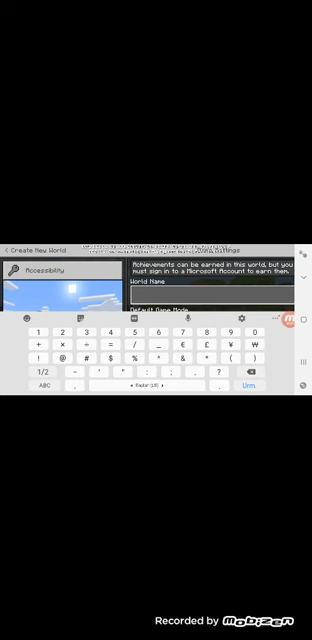 < Create New World
Accessibility
Achievements can be earned in this world, but you
must sign in to a Microsoft Account to earn them.
World Name
Default Game Mode
1 2 3 4 5 6 7 8 9 0
+ × ÷ = / _ € £ ¥ ₩
! @ # $ % ^ & * ( )
1/2 - ' " : ; , ?
ABC , .
Recorded by mobizen